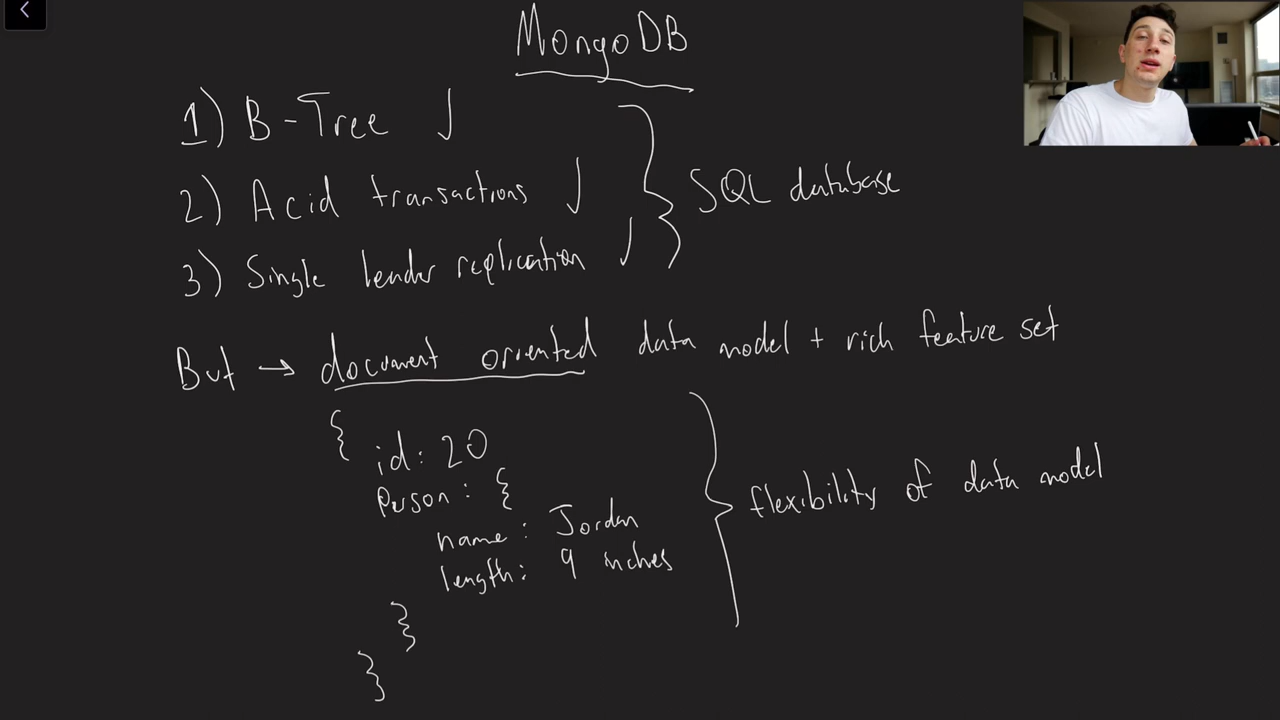 MongoDB
1) B-Tree ✓
2) Acid transactions ✓
3) Single leader replication ✓
SQL database
But → document oriented data model + rich feature set
{
id: 20
Person: {
name: Jordan
length: 9 inches
}
}
flexibility of data model